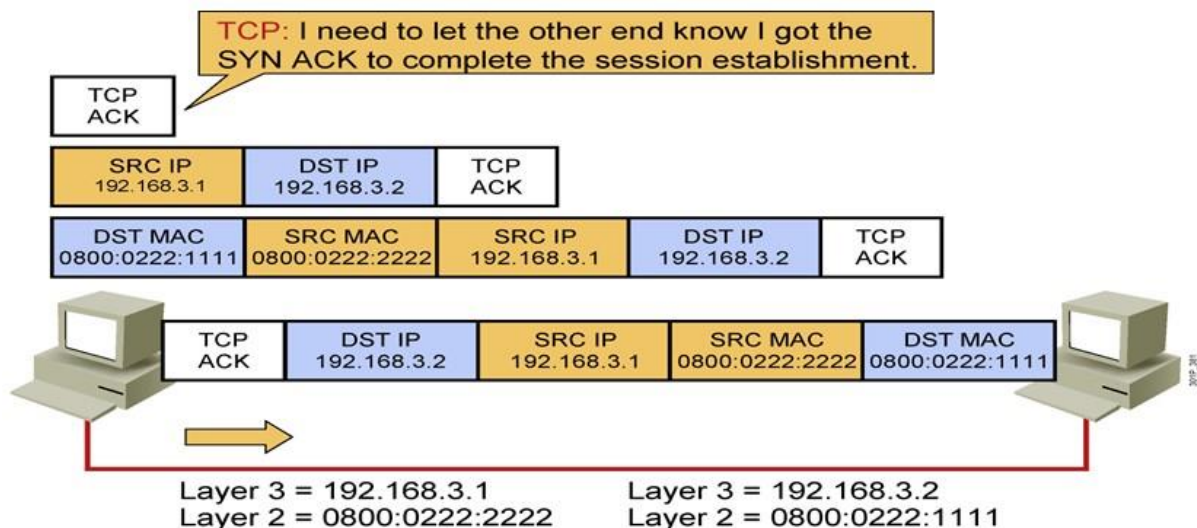 TCP: I need to let the other end know I got the
SYN ACK to complete the session establishment.
TCP
ACK
SRC IP
192.168.3.1
DST IP
192.168.3.2
TCP
ACK
DST MAC
0800:0222:1111
SRC MAC
0800:0222:2222
SRC IP
192.168.3.1
DST IP
192.168.3.2
TCP
ACK
TCP
ACK
DST IP
192.168.3.2
SRC IP
192.168.3.1
SRC MAC
0800:0222:2222
DST MAC
0800:0222:1111
Layer 3 = 192.168.3.1
Layer 2 = 0800:0222:2222
Layer 3 = 192.168.3.2
Layer 2 = 0800:0222:1111